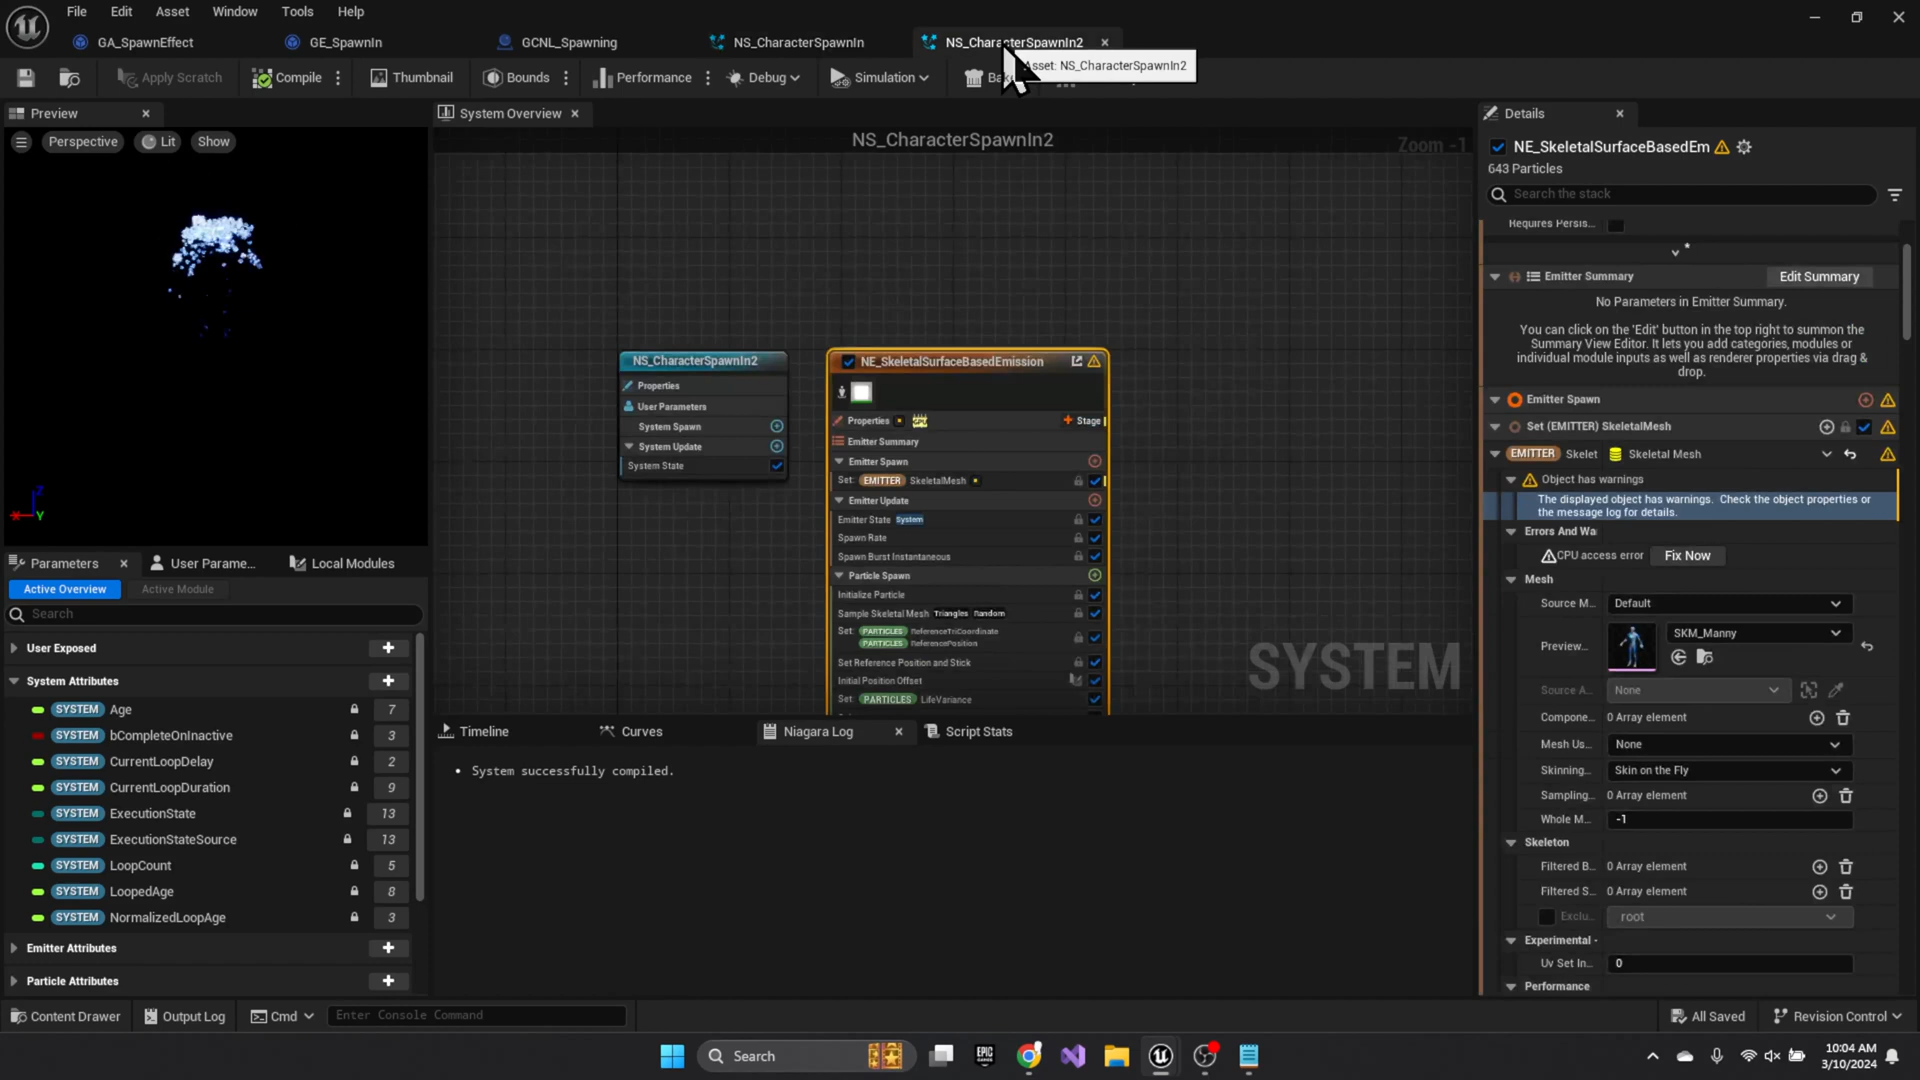 File Edit Asset Window Tools Help
GA_SpawnEffect GE_SpawnIn GCNL_Spawning NS_CharacterSpawnIn NS_CharacterSpawnIn2
Apply Scratch Compile Thumbnail Bounds Performance Debug Simulation
Asset: NS_CharacterSpawnIn2
Preview
Perspective Lit Show
Z
X Y
System Overview
NS_CharacterSpawnIn2
Zoom -1
NS_CharacterSpawnIn2
Properties
User Parameters
System Spawn
System Update
System State
NE_SkeletalSurfaceBasedEmission
Properties Stage
Emitter Summary
Emitter Spawn
Set: EMITTER SkeletalMesh
Emitter Update
Emitter State System
Spawn Rate
Spawn Burst Instantaneous
Particle Spawn
Initialize Particle
Sample Skeletal Mesh Triangles Random
Set: PARTICLES ReferenceTriCoordinate
PARTICLES ReferencePosition
Set Reference Position and Stick
Initial Position Offset
Set PARTICLES LifeVariance
SYSTEM
Parameters User Parame... Local Modules
Active Overview Active Module
Search
User Exposed
System Attributes
SYSTEM Age 7
SYSTEM bCompleteOnInactive 3
SYSTEM CurrentLoopDelay 2
SYSTEM CurrentLoopDuration 9
SYSTEM ExecutionState 13
SYSTEM ExecutionStateSource 13
SYSTEM LoopCount 5
SYSTEM LoopedAge 8
SYSTEM NormalizedLoopAge 3
Emitter Attributes
Particle Attributes
Timeline Curves Niagara Log Script Stats
• System successfully compiled.
Details
NE_SkeletalSurfaceBasedEm
643 Particles
Search the stack
Requires Persis...
Emitter Summary Edit Summary
No Parameters in Emitter Summary.
You can click on the 'Edit' button in the top right to summon the
Summary View Editor. It lets you add categories, modules or
individual module inputs as well as renderer properties via drag &
drop.
Emitter Spawn
Set (EMITTER) SkeletalMesh
EMITTER Skelet Skeletal Mesh
Object has warnings
The displayed object has warnings. Check the object properties or
the message log for details.
Errors And Wa
CPU access error Fix Now
Mesh
Source M... Default
Preview... SKM_Manny
Source A... None
Compone... 0 Array element
Mesh Us... None
Skinning... Skin on the Fly
Sampling... 0 Array element
Whole M... -1
Skeleton
Filtered B... 0 Array element
Filtered S... 0 Array element
Exclu... root
Experimental -
Uv Set In... 0
Performance
Content Drawer Output Log Cmd Enter Console Command All Saved Revision Control
Search
10:04 AM
3/10/2024